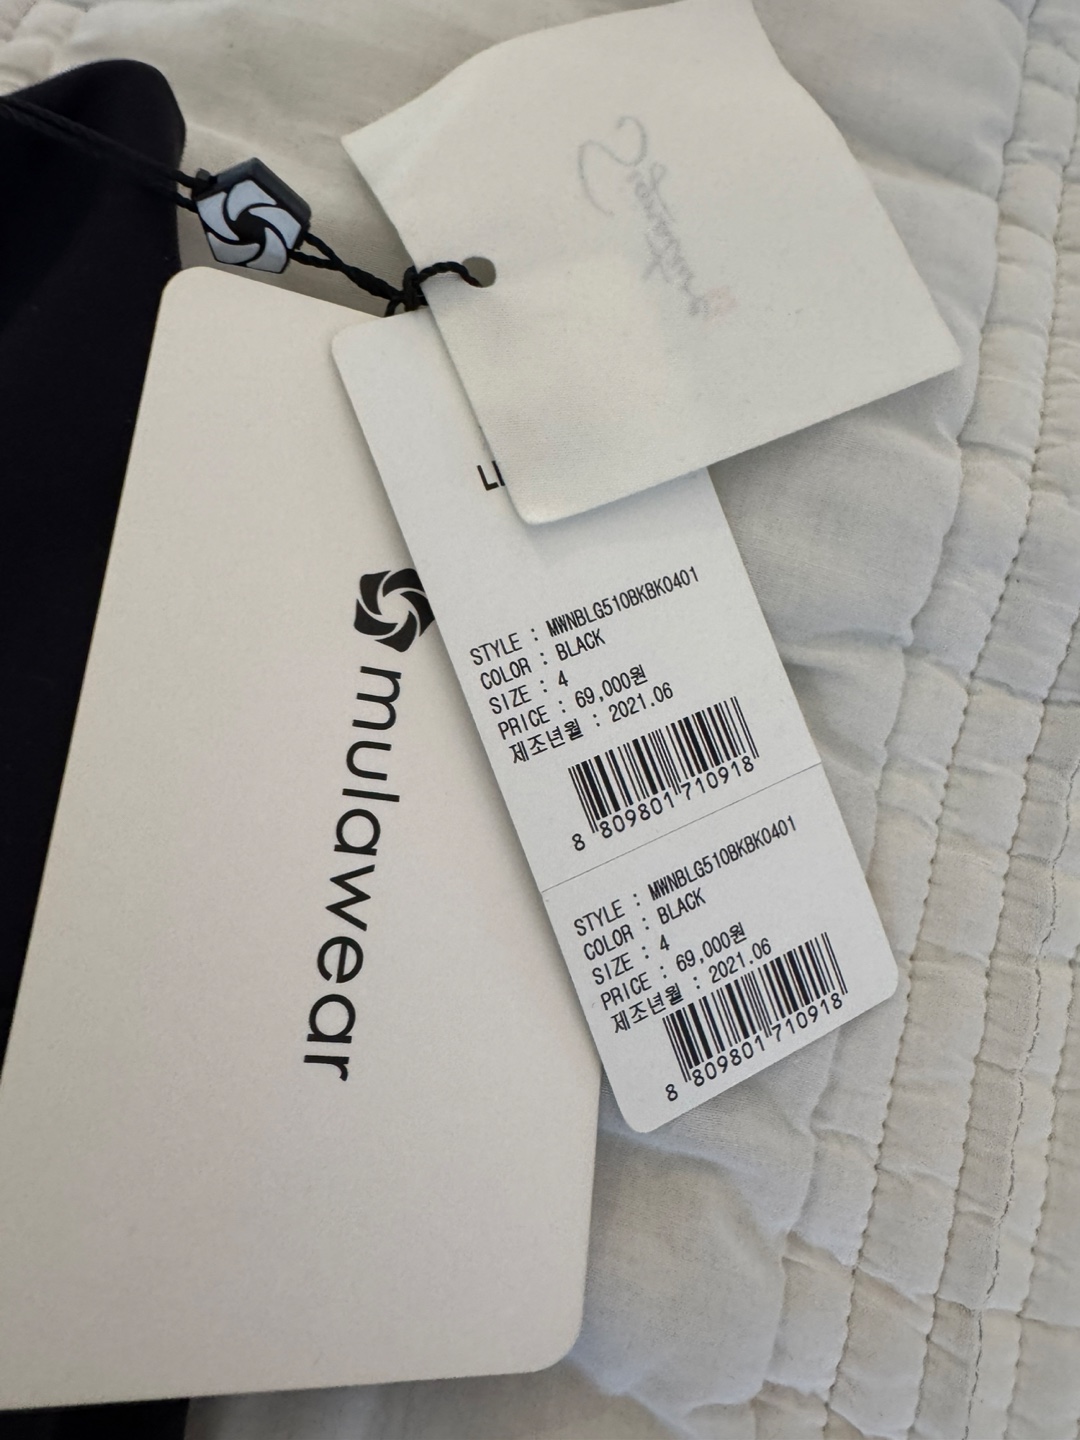 mulawear
STYLE : MWNBLG510BKBK0401
COLOR : BLACK
SIZE : 4
PRICE : 69,000원
제조년월 : 2021.06
8 809801 710918
STYLE : MWNBLG510BKBK0401
COLOR : BLACK
SIZE : 4
PRICE : 69,000원
제조년월 : 2021.06
8 809801 710918